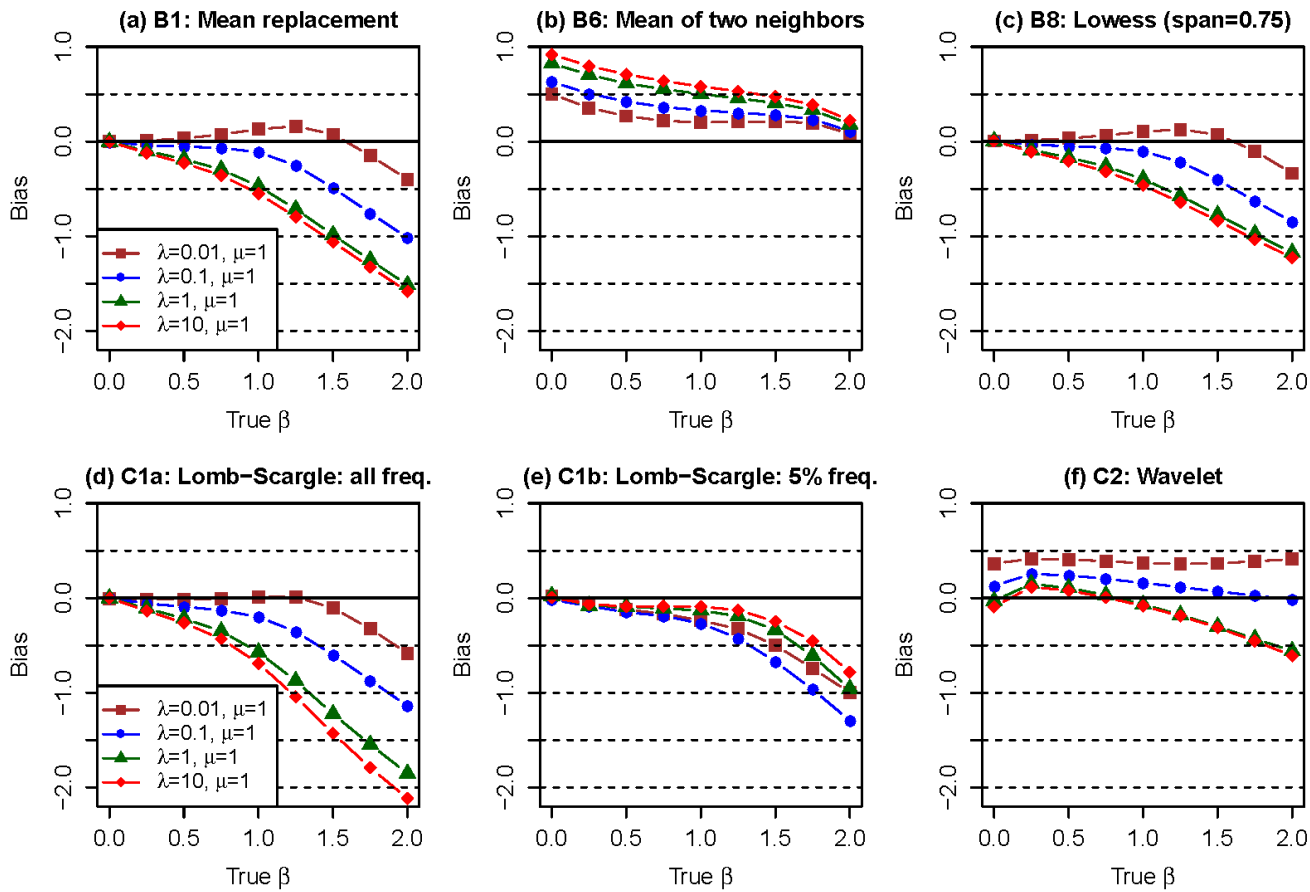 (a) B1: Mean replacement
(b) B6: Mean of two neighbors
(c) B8: Lowess (span=0.75)
1.0
0.0
−1.0
−2.0
Bias
λ=0.01, μ=1
λ=0.1, μ=1
λ=1, μ=1
λ=10, μ=1
0.0 0.5 1.0 1.5 2.0
True β
1.0
0.0
−1.0
−2.0
Bias
0.0 0.5 1.0 1.5 2.0
True β
1.0
0.0
−1.0
−2.0
Bias
0.0 0.5 1.0 1.5 2.0
True β
(d) C1a: Lomb−Scargle: all freq.
(e) C1b: Lomb−Scargle: 5% freq.
(f) C2: Wavelet
1.0
0.0
−1.0
−2.0
Bias
λ=0.01, μ=1
λ=0.1, μ=1
λ=1, μ=1
λ=10, μ=1
0.0 0.5 1.0 1.5 2.0
True β
1.0
0.0
−1.0
−2.0
Bias
0.0 0.5 1.0 1.5 2.0
True β
1.0
0.0
−1.0
−2.0
Bias
0.0 0.5 1.0 1.5 2.0
True β